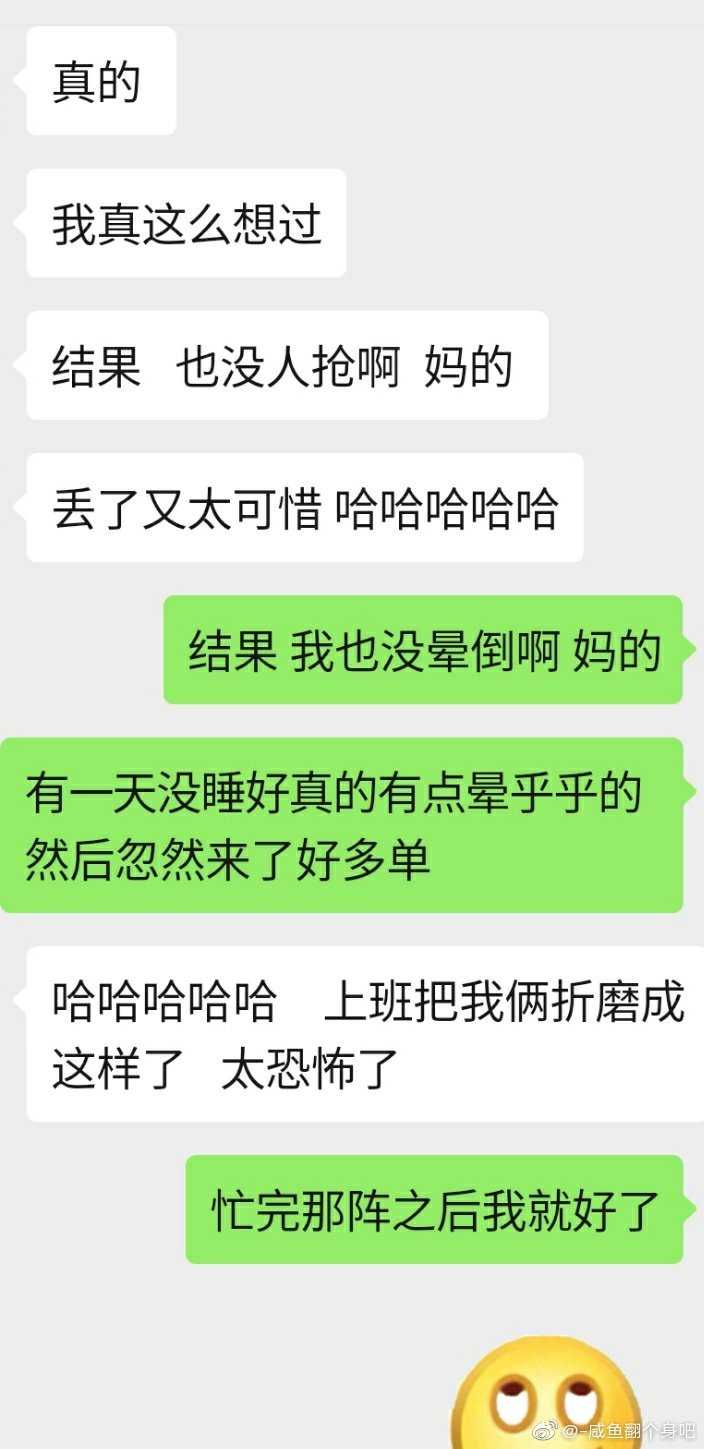 真的
我真这么想过
结果 也没人抢啊 妈的
丢了又太可惜 哈哈哈哈哈
结果 我也没晕倒啊 妈的
有一天没睡好真的有点晕乎乎的
然后忽然来了好多单
哈哈哈哈哈 上班把我俩折磨成
这样了 太恐怖了
忙完那阵之后我就好了
@-咸鱼翻个身吧